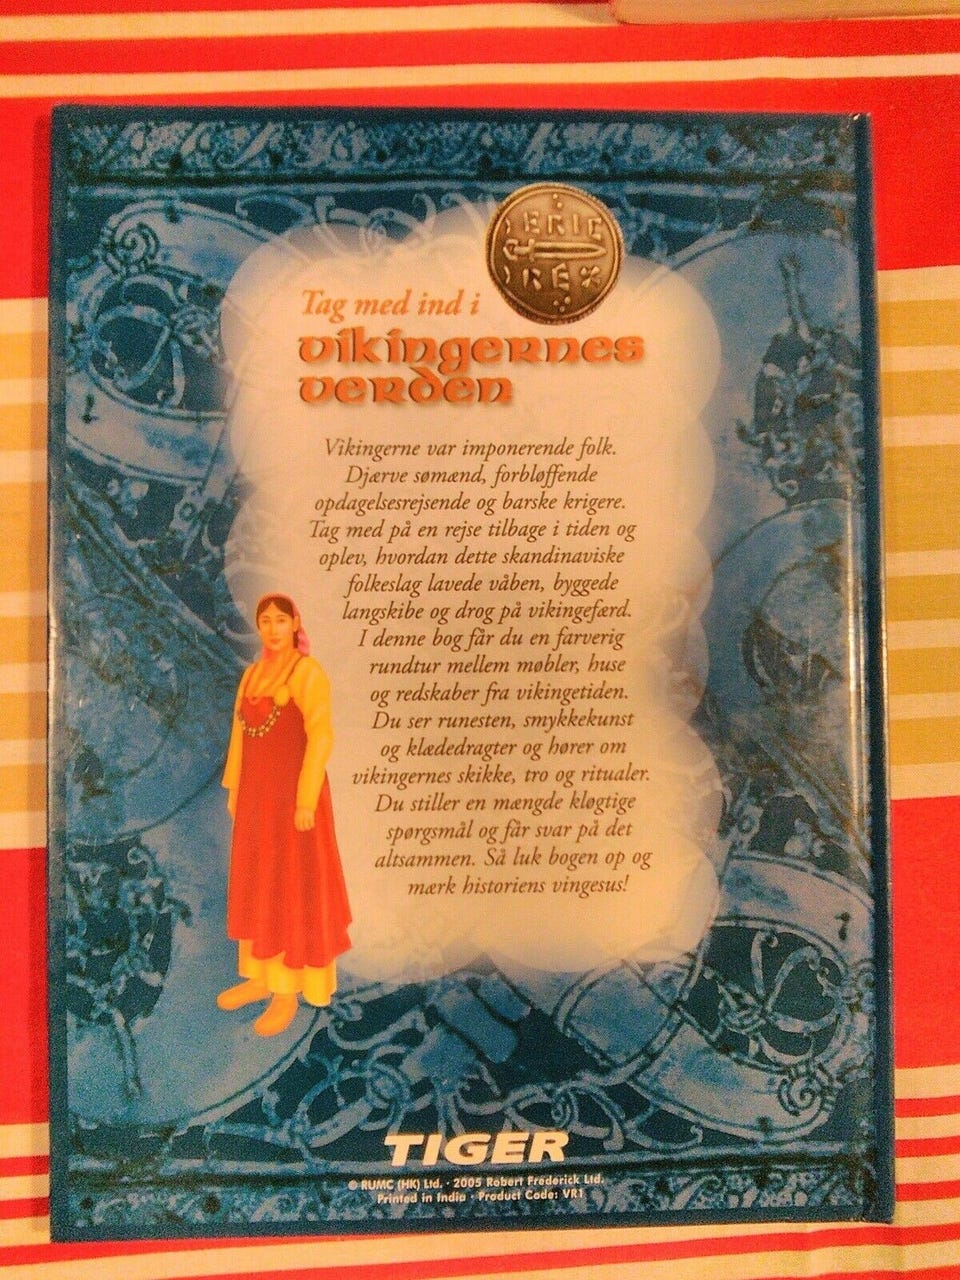 ERIC
REX
Tag med ind i
vikingernes
verden
Vikingerne var imponerende folk.
Djærve sømænd, forbløffende
opdagelsesrejsende og barske krigere.
Tag med på en rejse tilbage i tiden og
oplev, hvordan dette skandinaviske
folkeslag lavede våben, byggede
langskibe og drog på vikingefærd.
I denne bog får du en farverig
rundtur mellem møbler, huse
og redskaber fra vikingetiden.
Du ser runesten, smykkekunst
og klædedragter og hører om
vikingernes skikke, tro og ritualer.
Du stiller en mængde kløgtige
spørgsmål og får svar på det
altsammen. Så luk bogen op og
mærk historiens vingesus!
TIGER
© RUMC (HK) Ltd. · 2005 Robert Frederick Ltd.
Printed in India · Product Code: VR1